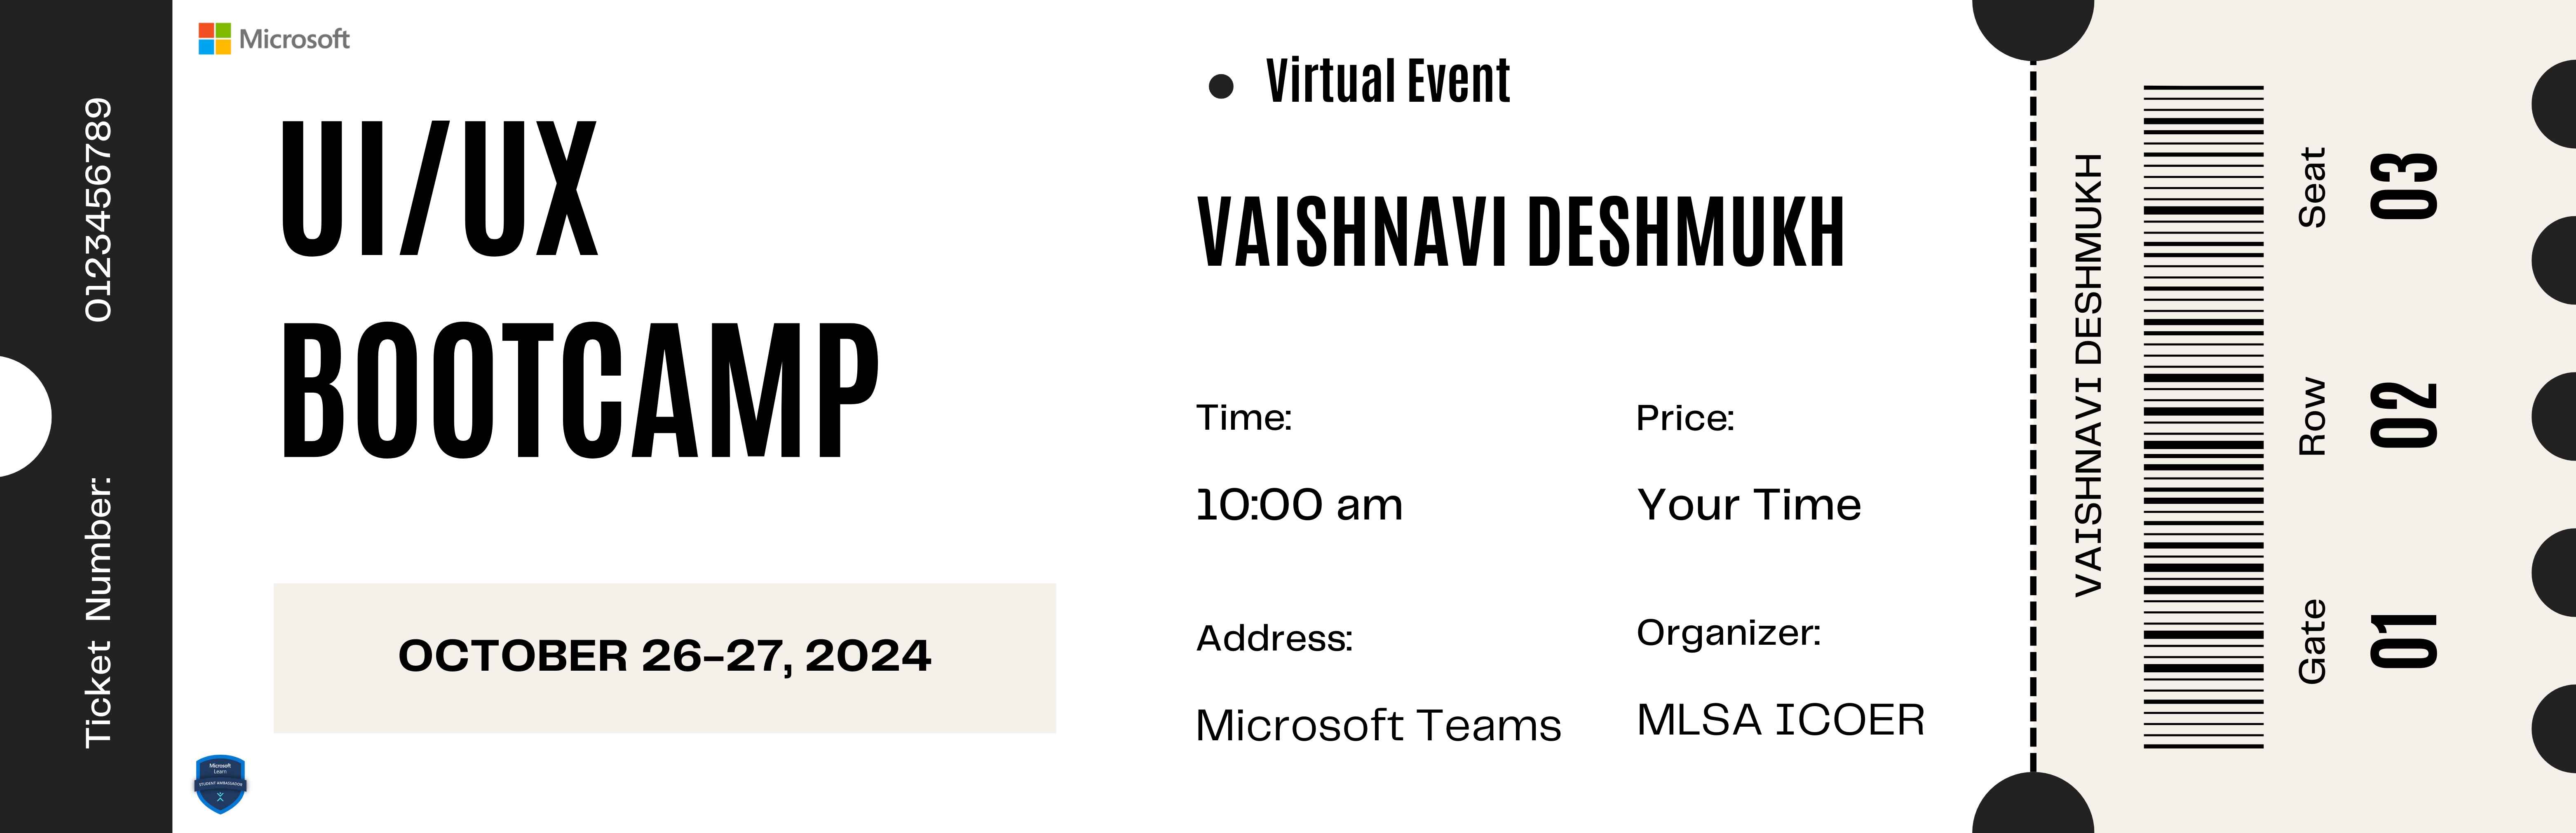 Ticket Number: 0123456789
Microsoft
UI/UX
BOOTCAMP
OCTOBER 26-27, 2024
Microsoft
Learn
STUDENT AMBASSADOR
Virtual Event
VAISHNAVI DESHMUKH
Time:
10:00 am
Price:
Your Time
Address:
Microsoft Teams
Organizer:
MLSA ICOER
VAISHNAVI DESHMUKH
Gate Row Seat
01 02 03